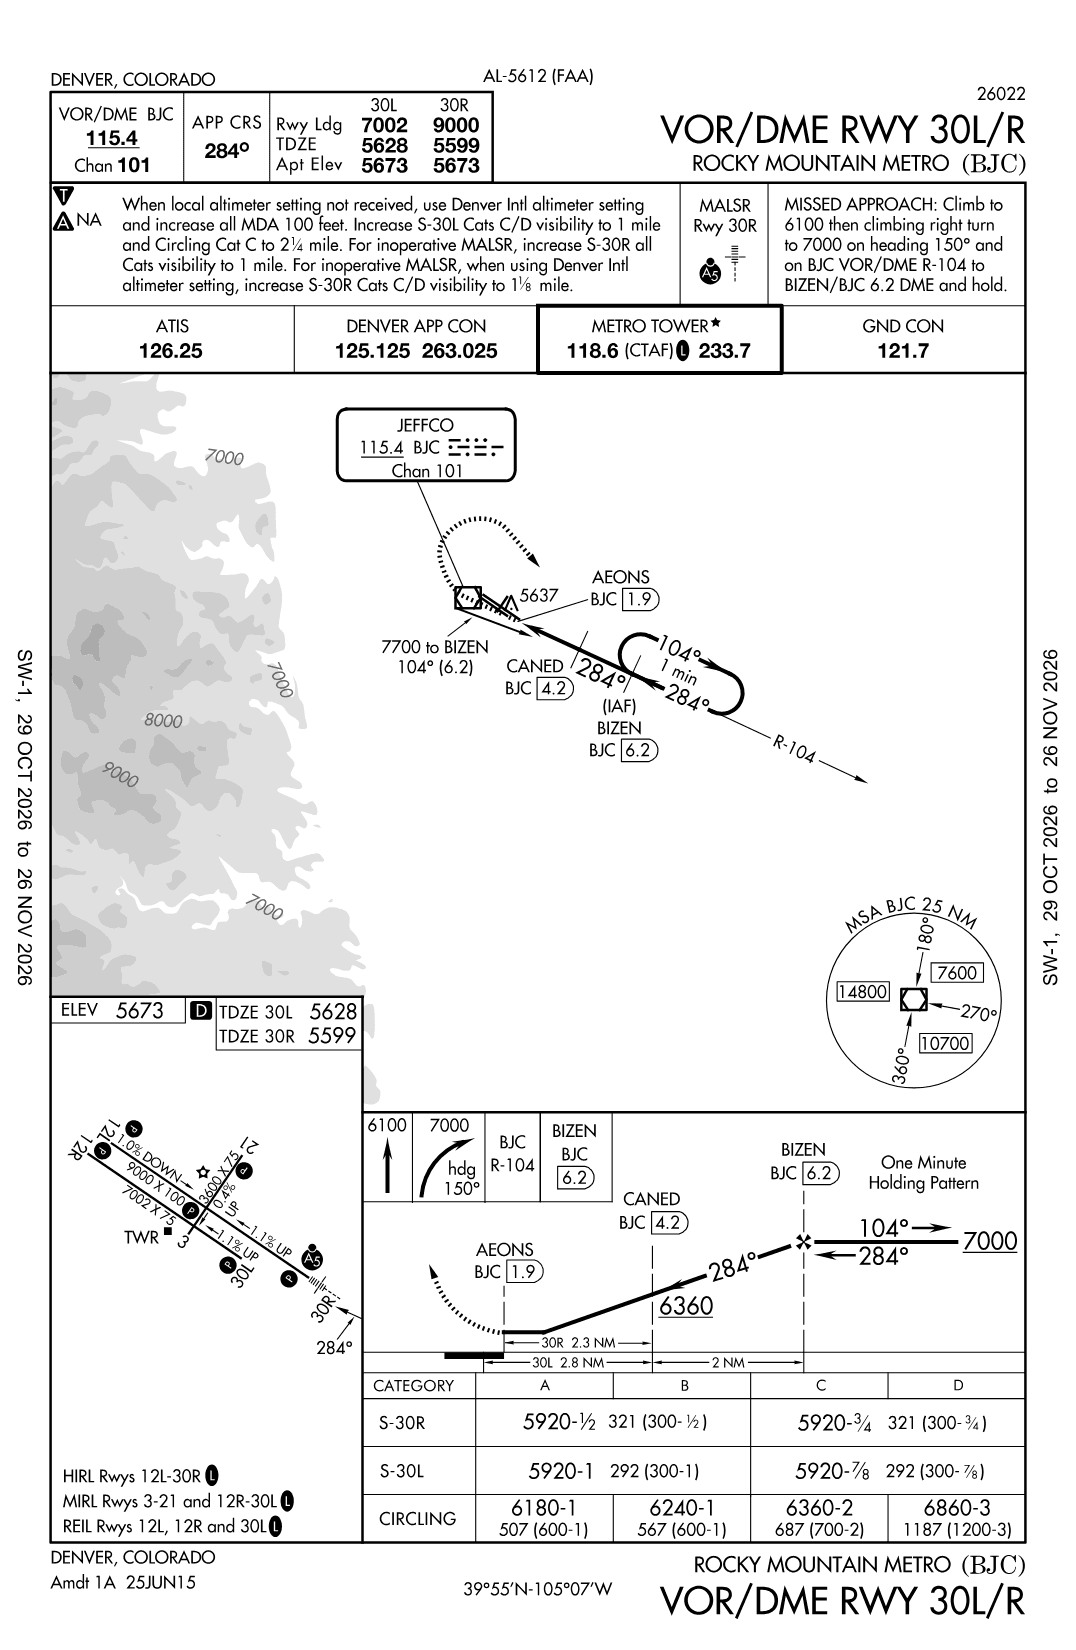 DENVER, COLORADO
AL-5612 (FAA)
26022
VOR/DME BJC
115.4
Chan 101
APP CRS
284°
30L 30R
Rwy Ldg 7002 9000
TDZE 5628 5599
Apt Elev 5673 5673
VOR/DME RWY 30L/R
ROCKY MOUNTAIN METRO (BJC)
T
A NA
When local altimeter setting not received, use Denver Intl altimeter setting
and increase all MDA 100 feet. Increase S-30L Cats C/D visibility to 1 mile
and Circling Cat C to 2¼ mile. For inoperative MALSR, increase S-30R all
Cats visibility to 1 mile. For inoperative MALSR, when using Denver Intl
altimeter setting, increase S-30R Cats C/D visibility to 1⅛ mile.
MALSR
Rwy 30R
A5
MISSED APPROACH: Climb to
6100 then climbing right turn
to 7000 on heading 150° and
on BJC VOR/DME R-104 to
BIZEN/BJC 6.2 DME and hold.
ATIS
126.25
DENVER APP CON
125.125 263.025
METRO TOWER★
118.6 (CTAF) L 233.7
GND CON
121.7
JEFFCO
115.4 BJC
Chan 101
7000
5637
AEONS
BJC 1.9
7700 to BIZEN
104° (6.2)
CANED
BJC 4.2
284°
104°
1 min
284°
(IAF)
BIZEN
BJC 6.2
R-104
7000
8000
9000
7000
MSA BJC 25 NM
180°
7600
14800
270°
10700
360°
SW-1, 29 OCT 2026 to 26 NOV 2026
SW-1, 29 OCT 2026 to 26 NOV 2026
ELEV 5673
D
TDZE 30L 5628
TDZE 30R 5599
12L
12R
P
P
1.0% DOWN
9000 X 100
7002 X 75
3600 X 75
0.4%
UP
21
P
P
TWR
3
1.1% UP
1.1% UP
A5
P
30L
P
30R
284°
HIRL Rwys 12L-30R L
MIRL Rwys 3-21 and 12R-30L L
REIL Rwys 12L, 12R and 30L L
6100
7000
hdg
150°
BJC
R-104
BIZEN
BJC
6.2
BIZEN
BJC 6.2
One Minute
Holding Pattern
CANED
BJC 4.2
AEONS
BJC 1.9
104°
284°
7000
284°
6360
30R 2.3 NM
30L 2.8 NM
2 NM
CATEGORY A B C D
S-30R 5920-½ 321 (300-½) 5920-¾ 321 (300-¾)
S-30L 5920-1 292 (300-1) 5920-⅞ 292 (300-⅞)
CIRCLING 6180-1 6240-1 6360-2 6860-3
507 (600-1) 567 (600-1) 687 (700-2) 1187 (1200-3)
DENVER, COLORADO
Amdt 1A 25JUN15
39°55'N-105°07'W
ROCKY MOUNTAIN METRO (BJC)
VOR/DME RWY 30L/R